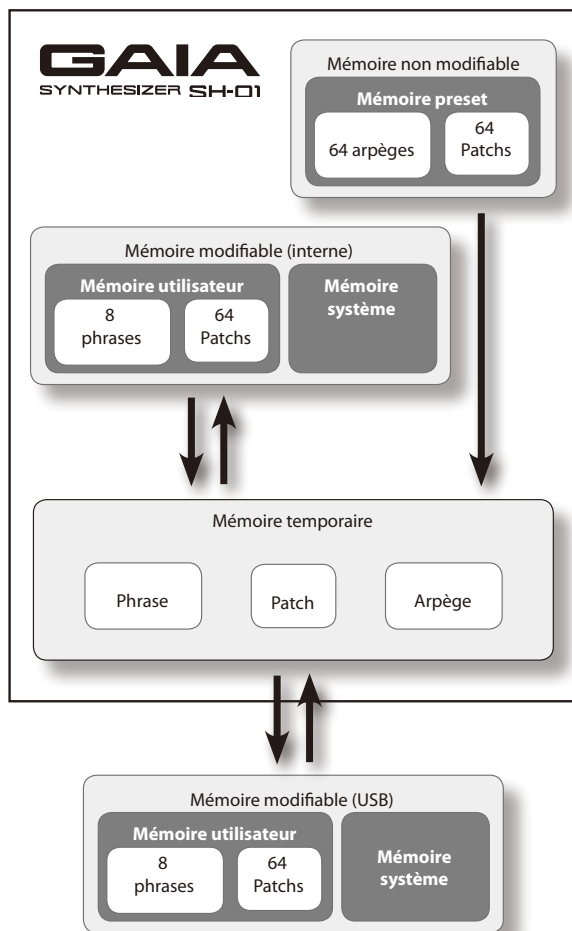 GAIA
SYNTHESIZER SH-01
Mémoire non modifiable
Mémoire preset
64 arpèges
64
Patchs
Mémoire modifiable (interne)
Mémoire utilisateur
8
phrases
64
Patchs
Mémoire
système
Mémoire temporaire
Phrase
Patch
Arpège
Mémoire modifiable (USB)
Mémoire utilisateur
8
phrases
64
Patchs
Mémoire
système